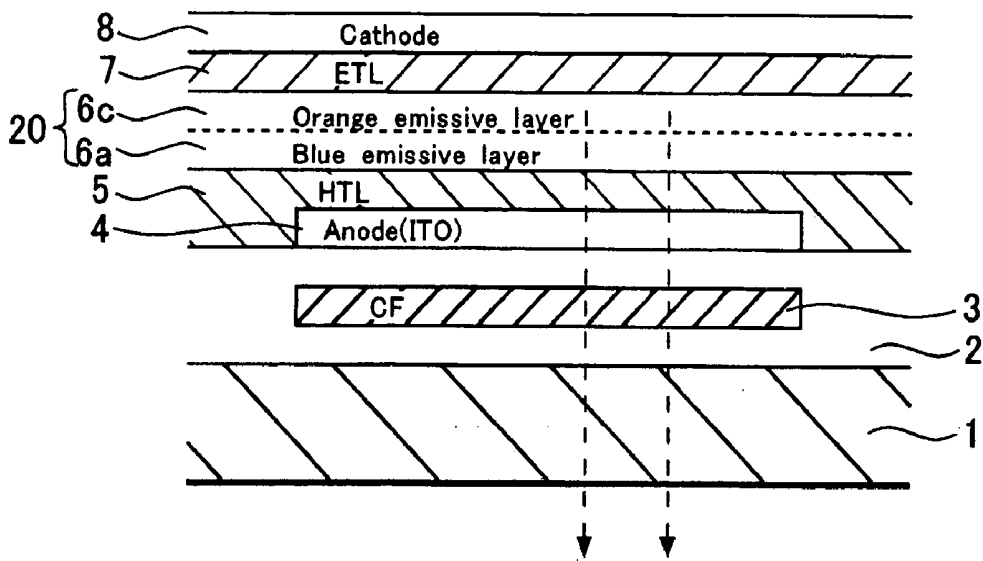 8 Cathode
7 ETL
20 6c Orange emissive layer
6a Blue emissive layer
5 HTL
4 Anode(ITO)
CF 3
2
1